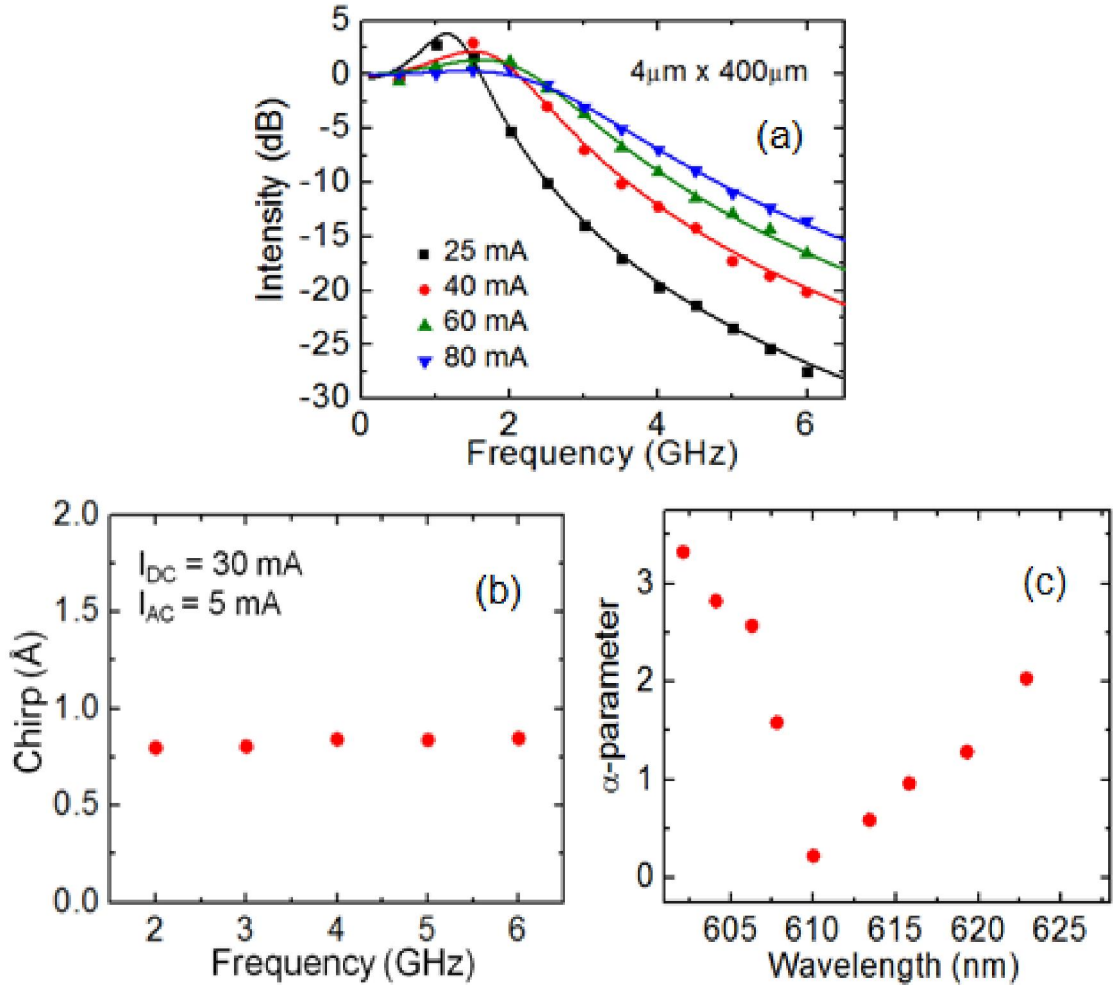 5
0
-5
-10
-15
-20
-25
-30
Intensity (dB)
4μm x 400μm
(a)
25 mA
40 mA
60 mA
80 mA
0 2 4 6
Frequency (GHz)
2.0
1.5
1.0
0.5
0.0
Chirp (Å)
I_DC = 30 mA
I_AC = 5 mA
(b)
2 3 4 5 6
Frequency (GHz)
3
2
1
0
α-parameter
(c)
605 610 615 620 625
Wavelength (nm)